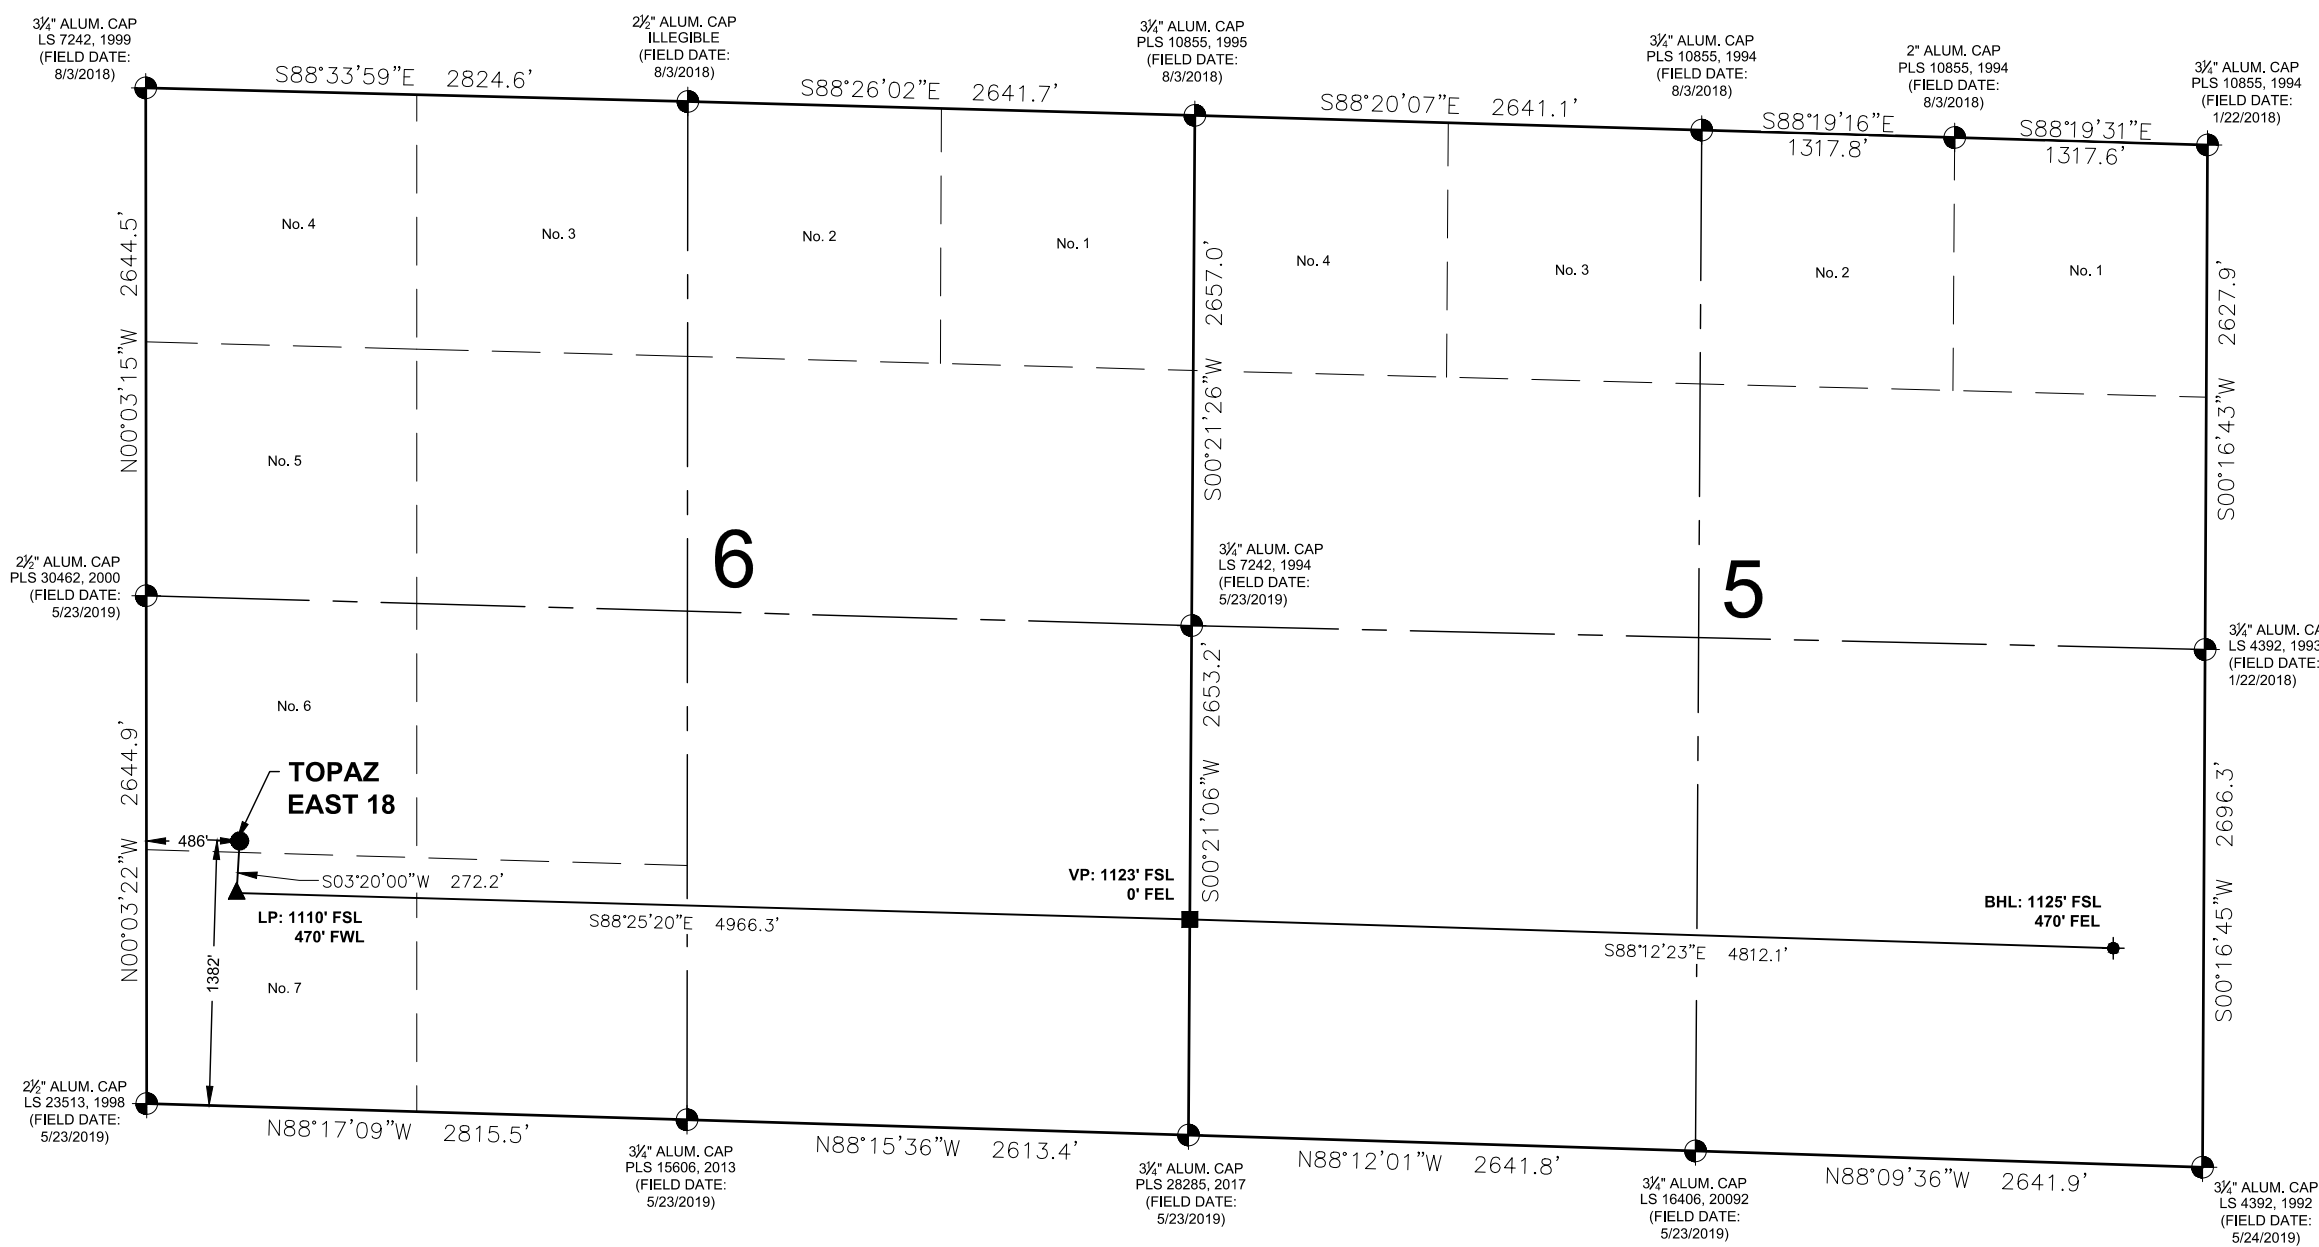 3¼" ALUM. CAP
LS 7242, 1999
(FIELD DATE:
8/3/2018)
2½" ALUM. CAP
ILLEGIBLE
(FIELD DATE:
8/3/2018)
3¼" ALUM. CAP
PLS 10855, 1995
(FIELD DATE:
8/3/2018)
3¼" ALUM. CAP
PLS 10855, 1994
(FIELD DATE:
8/3/2018)
2" ALUM. CAP
PLS 10855, 1994
(FIELD DATE:
8/3/2018)
3¼" ALUM. CAP
PLS 10855, 1994
(FIELD DATE:
1/22/2018)
S88°33'59"E 2824.6'
S88°26'02"E 2641.7'
S88°20'07"E 2641.1'
S88°19'16"E
1317.8'
S88°19'31"E
1317.6'
No. 4
No. 3
No. 2
No. 1
No. 4
No. 3
No. 2
No. 1
N00°03'15"W 2644.5'
S00°21'26"W 2657.0'
S00°16'43"W 2627.9'
No. 5
6
5
2½" ALUM. CAP
PLS 30462, 2000
(FIELD DATE:
5/23/2019)
3¼" ALUM. CAP
LS 7242, 1994
(FIELD DATE:
5/23/2019)
3¼" ALUM. CA
LS 4392, 1993
(FIELD DATE:
1/22/2018)
No. 6
TOPAZ
EAST 18
486'
1382'
N00°03'22"W 2644.9'
S00°21'06"W 2653.2'
S00°16'45"W 2696.3'
S03°20'00"W 272.2'
LP: 1110' FSL
470' FWL
S88°25'20"E 4966.3'
VP: 1123' FSL
0' FEL
S88°12'23"E 4812.1'
BHL: 1125' FSL
470' FEL
No. 7
2½" ALUM. CAP
LS 23513, 1998
(FIELD DATE:
5/23/2019)
N88°17'09"W 2815.5'
N88°15'36"W 2613.4'
N88°12'01"W 2641.8'
N88°09'36"W 2641.9'
3¼" ALUM. CAP
PLS 15606, 2013
(FIELD DATE:
5/23/2019)
3¼" ALUM. CAP
PLS 28285, 2017
(FIELD DATE:
5/23/2019)
3¼" ALUM. CAP
LS 16406, 20092
(FIELD DATE:
5/23/2019)
3¼" ALUM. CAP
LS 4392, 1992
(FIELD DATE:
5/24/2019)